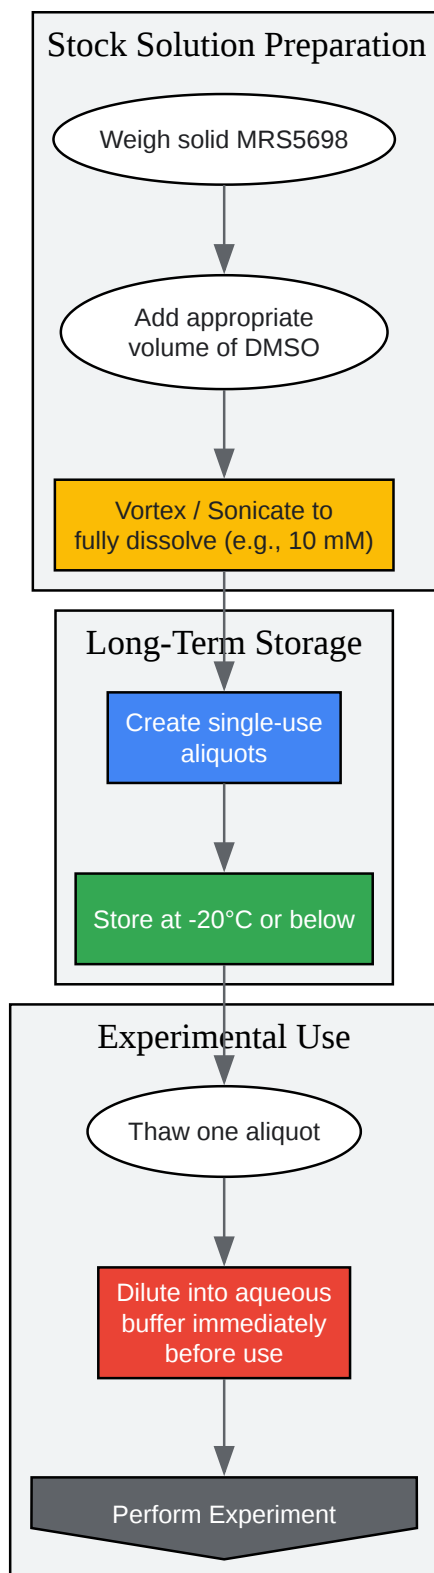 Stock Solution Preparation
Weigh solid MRS5698
Add appropriate
volume of DMSO
Vortex / Sonicate to
fully dissolve (e.g., 10 mM)
Long-Term Storage
Create single-use
aliquots
Store at -20°C or below
Experimental Use
Thaw one aliquot
Dilute into aqueous
buffer immediately
before use
Perform Experiment